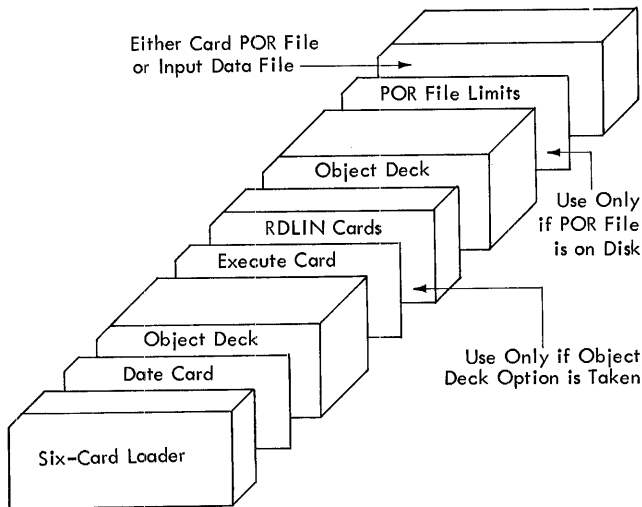 Either Card POR File
or Input Data File
POR File Limits
Object Deck
Use Only
if POR File
is on Disk
RDLIN Cards
Execute Card
Object Deck
Use Only if Object
Deck Option is Taken
Date Card
Six-Card Loader